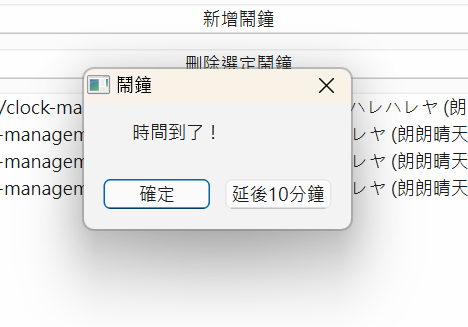 新增鬧鐘
刪除選定鬧鐘
鬧鐘
時間到了！
確定
延後10分鐘
/clock-ma ハレハレヤ (朗
-managem レヤ (朗朗晴天
-managem レヤ (朗朗晴天
-managem レヤ (朗朗晴天